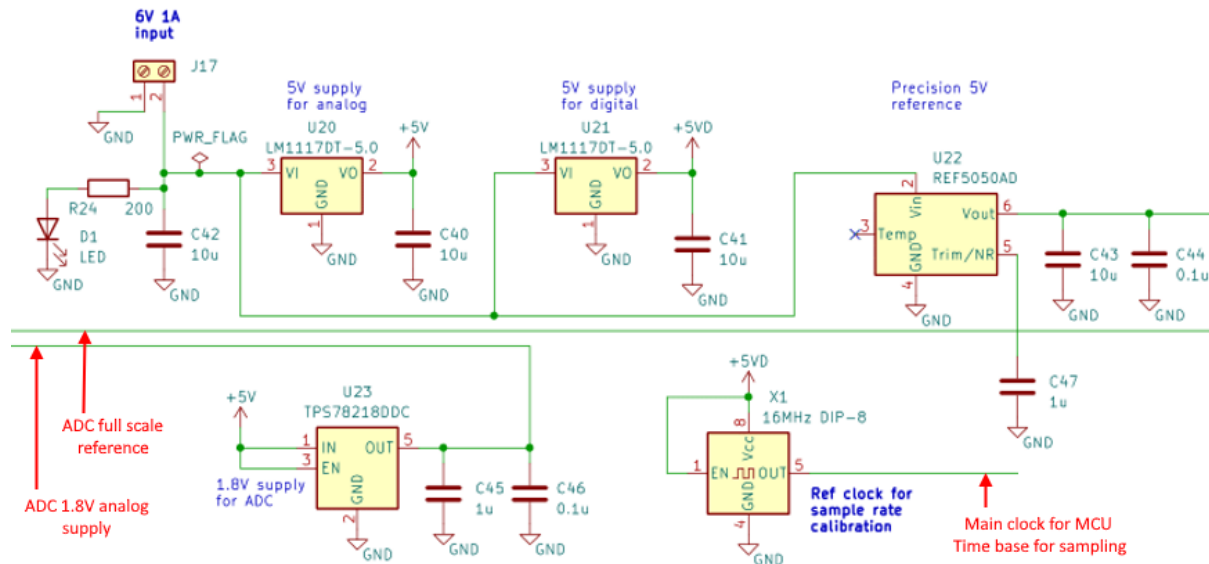 6V 1A
input
J17
1
2
GND
PWR_FLAG
R24
200
D1
LED
GND
C42
10u
GND
5V supply
for analog
U20
LM1117DT-5.0
3
VI
VO
2
GND
1
GND
+5V
C40
10u
GND
5V supply
for digital
U21
LM1117DT-5.0
3
VI
VO
2
GND
1
GND
+5VD
C41
10u
GND
Precision 5V
reference
U22
REF5050AD
2
Vin
Vout
6
3
Temp
Trim/NR
5
GND
4
GND
C43
10u
GND
C44
0.1u
GND
C47
1u
GND
ADC full scale
reference
ADC 1.8V analog
supply
+5V
U23
TPS78218DDC
1
IN
OUT
5
3
EN
GND
2
GND
1.8V supply
for ADC
C45
1u
GND
C46
0.1u
GND
+5VD
X1
16MHz DIP-8
8
Vcc
1
EN
OUT
5
GND
4
GND
Ref clock for
sample rate
calibration
Main clock for MCU
Time base for sampling